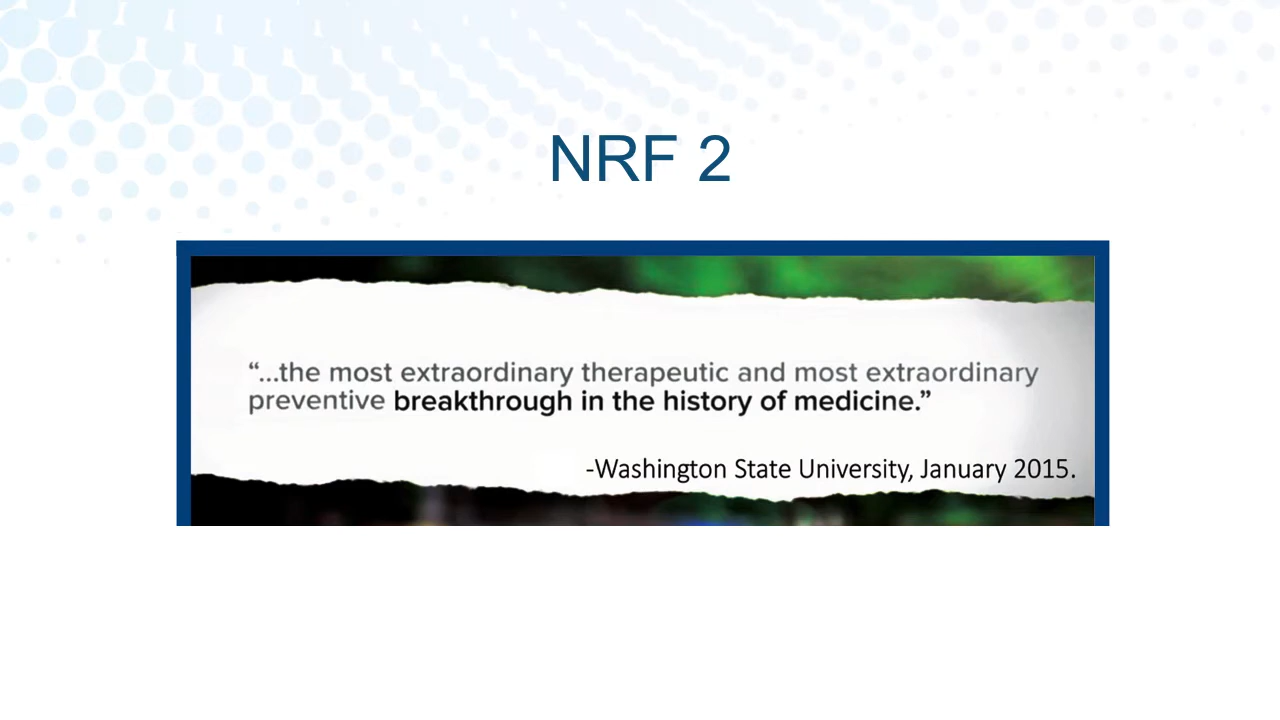 NRF 2
“...the most extraordinary therapeutic and most extraordinary
preventive breakthrough in the history of medicine.”
-Washington State University, January 2015.